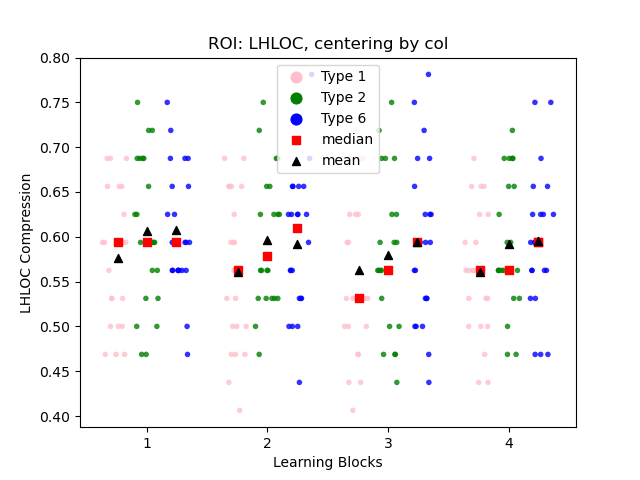 ROI: LHLOC, centering by col
LHLOC Compression
0.80
0.75
0.70
0.65
0.60
0.55
0.50
0.45
0.40
Type 1
Type 2
Type 6
median
mean
1 2 3 4
Learning Blocks